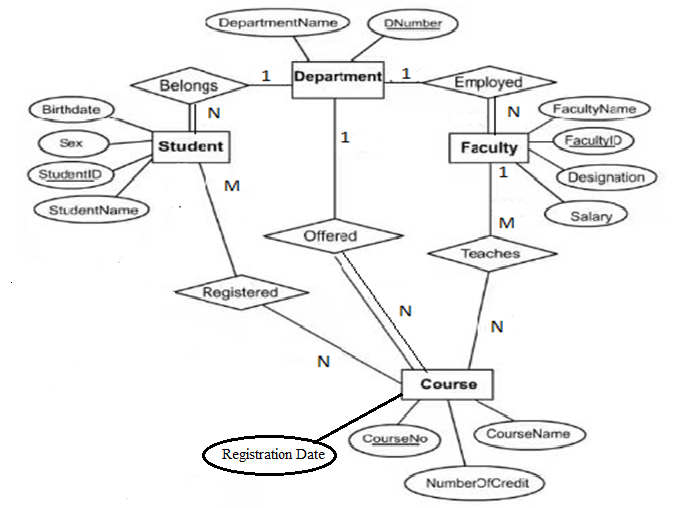 DepartmentName
DNumber
Department
1
1
Belongs
Employed
N
N
Birthdate
FacultyName
Sex
Student
1
Faculty
FacultyID
StudentID
M
1
Designation
StudentName
Salary
M
Offered
Teaches
Registered
N
N
N
Course
Registration Date
CourseNo
CourseName
NumberOfCredit